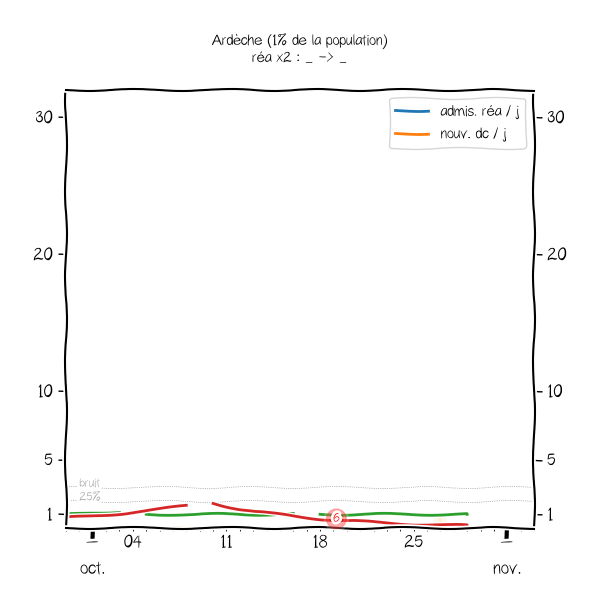 Ardèche (1% de la population)
réa x2 : _ -> _
admis. réa / j
nouv. dc / j
30
30
20
20
10
10
5
5
bruit
25%
1
1
6
04
11
18
25
oct.
nov.